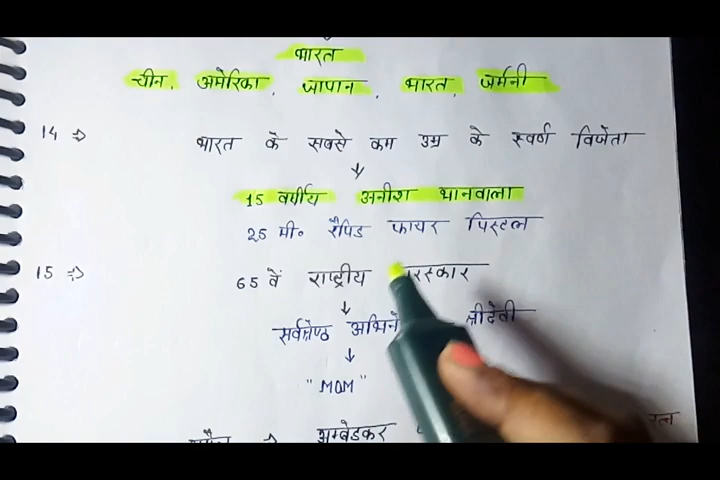 भारत
चीन, अमेरिका, जापान, भारत, जर्मनी
14 ⇒ भारत के सबसे कम उम्र के स्वर्ण विजेता
↓
15 वर्षीय अनीश भानवाला
25 मी॰ रैपिड फायर पिस्टल
15 ⇒ 65 वें राष्ट्रीय
↓
सर्वश्रेष्ठ श्रीदेवी
↓
"MOM"
⇒ अम्बेडकर